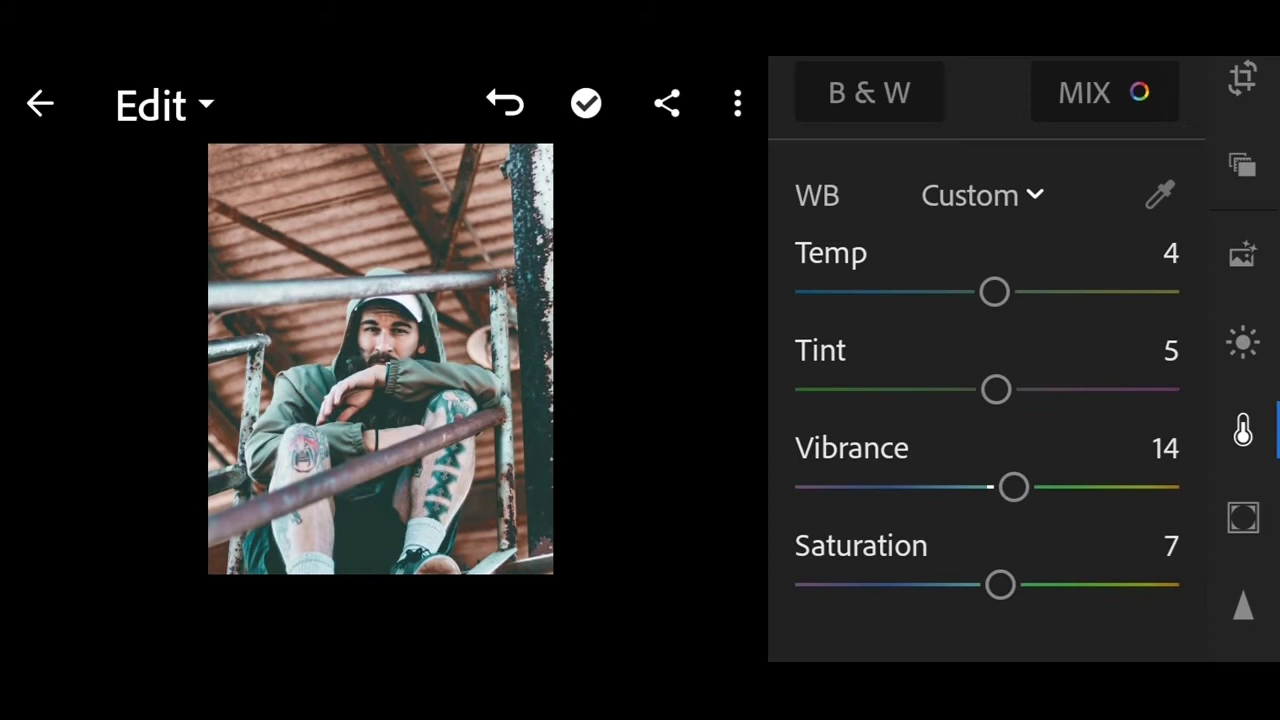 Edit
B & W
MIX
WB
Custom
Temp
4
Tint
5
Vibrance
14
Saturation
7